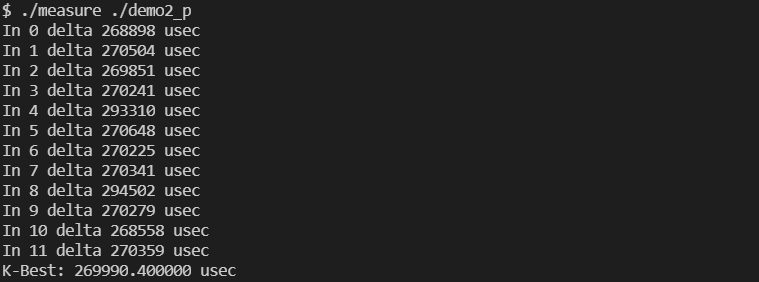 $ ./measure ./demo2_p
In 0 delta 268898 usec
In 1 delta 270504 usec
In 2 delta 269851 usec
In 3 delta 270241 usec
In 4 delta 293310 usec
In 5 delta 270648 usec
In 6 delta 270225 usec
In 7 delta 270341 usec
In 8 delta 294502 usec
In 9 delta 270279 usec
In 10 delta 268558 usec
In 11 delta 270359 usec
K-Best: 269990.400000 usec